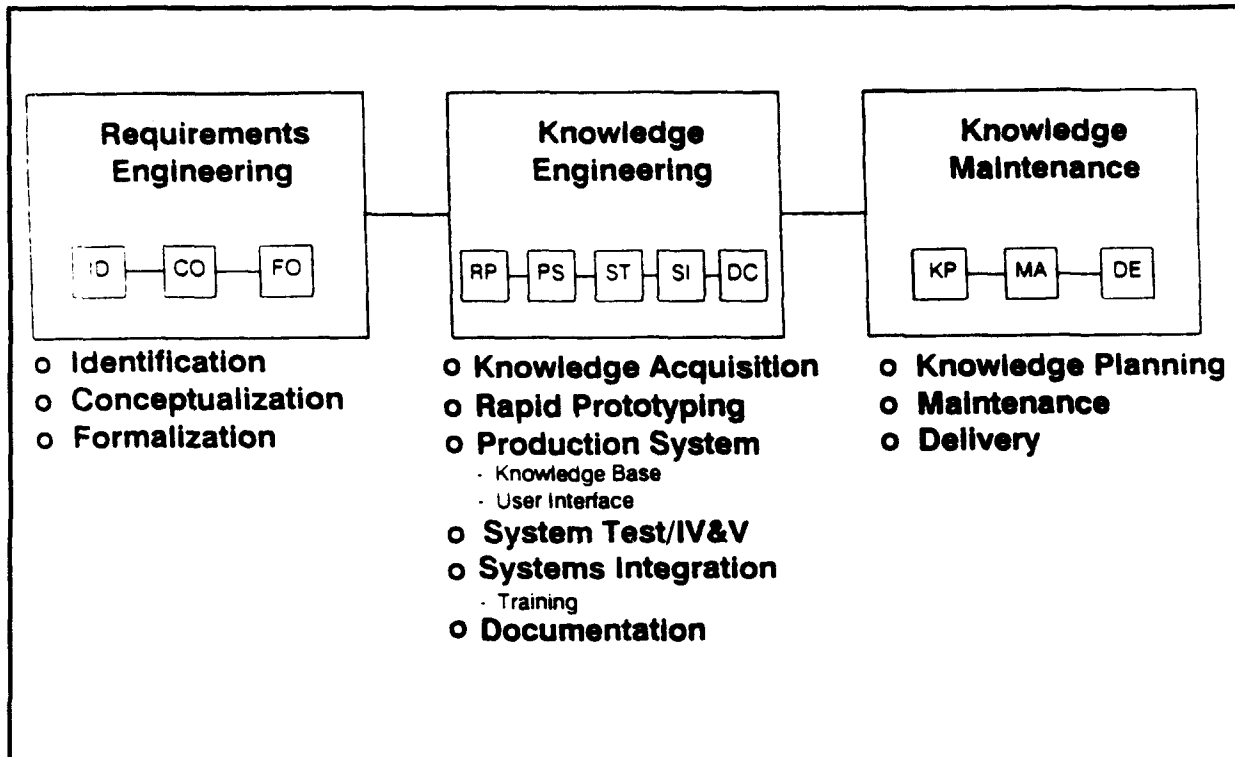 Requirements
Engineering
ID CO FO
o Identification
o Conceptualization
o Formalization
Knowledge
Engineering
RP PS ST SI DC
o Knowledge Acquisition
o Rapid Prototyping
o Production System
- Knowledge Base
- User Interface
o System Test/IV&V
o Systems Integration
- Training
o Documentation
Knowledge
Maintenance
KP MA DE
o Knowledge Planning
o Maintenance
o Delivery